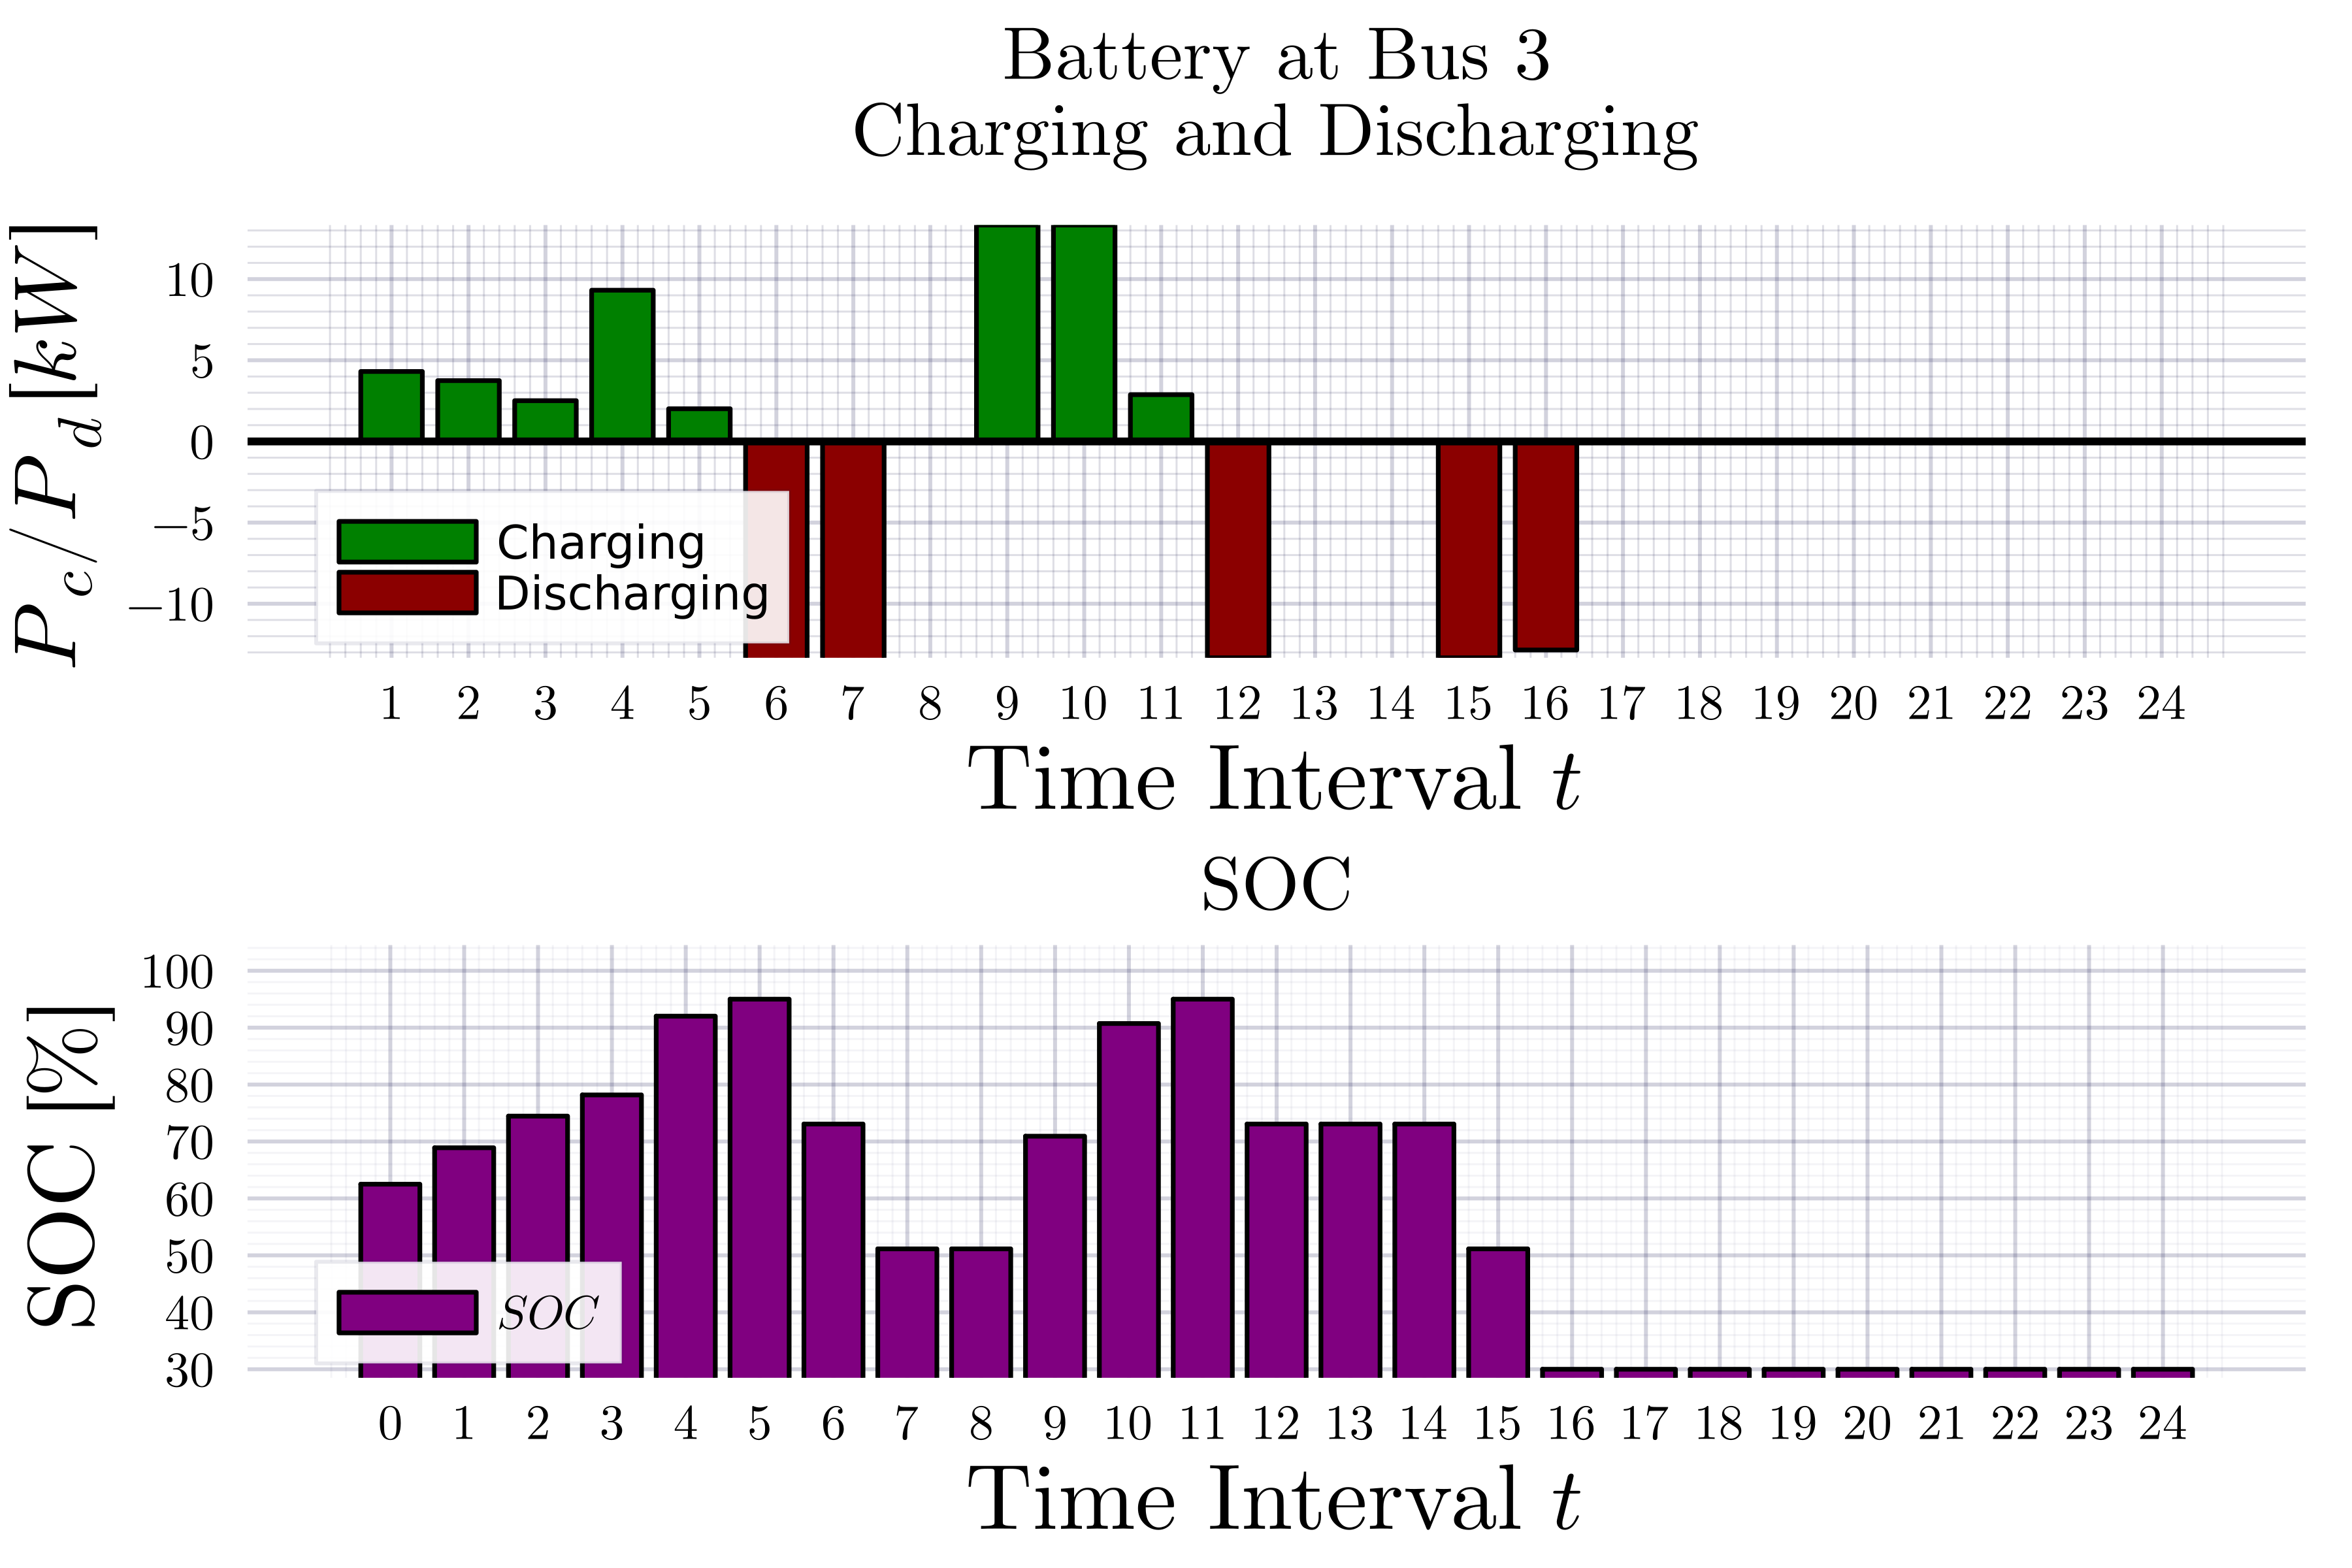 Battery at Bus 3
Charging and Discharging
P_c/P_d [kW]
10
5
0
−5
−10
Charging
Discharging
1 2 3 4 5 6 7 8 9 10 11 12 13 14 15 16 17 18 19 20 21 22 23 24
Time Interval t
SOC
SOC [%]
100
90
80
70
60
50
40
30
SOC
0 1 2 3 4 5 6 7 8 9 10 11 12 13 14 15 16 17 18 19 20 21 22 23 24
Time Interval t